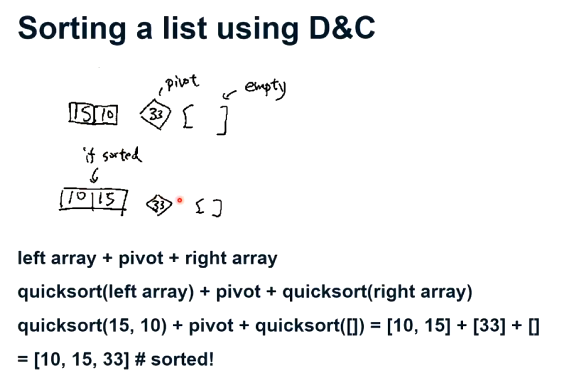 Sorting a list using D&C
pivot
empty
15 10 33 [ ]
if sorted
10 15 33 [ ]
left array + pivot + right array
quicksort(left array) + pivot + quicksort(right array)
quicksort(15, 10) + pivot + quicksort([]) = [10, 15] + [33] + []
= [10, 15, 33] # sorted!